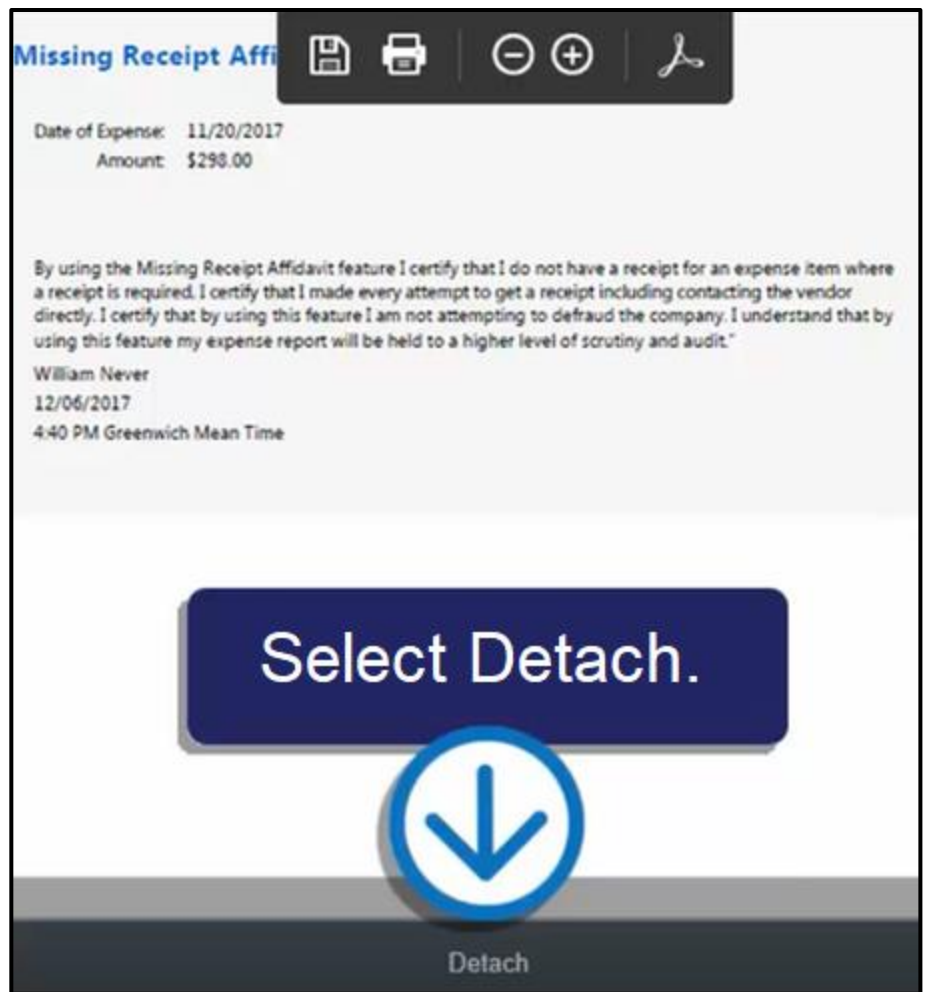 Missing Receipt Affi
Date of Expense: 11/20/2017
Amount: $298.00
By using the Missing Receipt Affidavit feature I certify that I do not have a receipt for an expense item where
a receipt is required. I certify that I made every attempt to get a receipt including contacting the vendor
directly. I certify that by using this feature I am not attempting to defraud the company. I understand that by
using this feature my expense report will be held to a higher level of scrutiny and audit."
William Never
12/06/2017
4:40 PM Greenwich Mean Time
Select Detach.
Detach